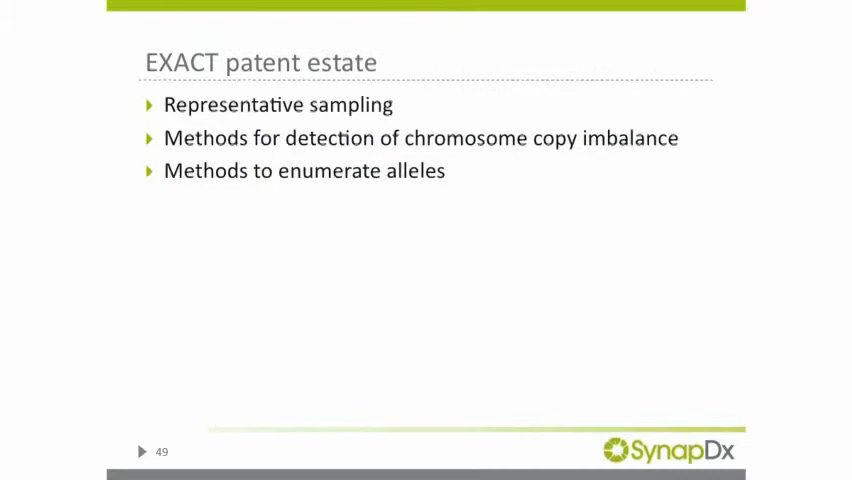 EXACT patent estate
Representative sampling
Methods for detection of chromosome copy imbalance
Methods to enumerate alleles
49
SynapDx